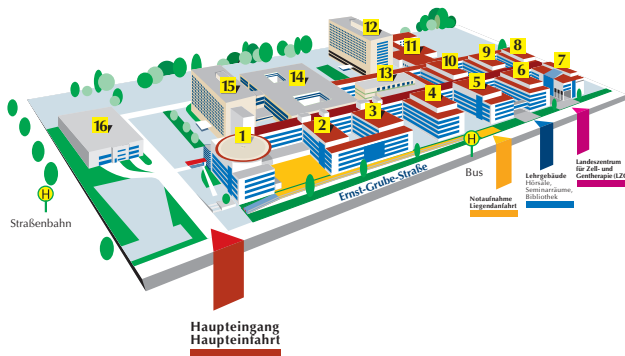 12
11
10
9
8
7
13
14
15
6
5
4
3
2
1
16
H
Straßenbahn
H
Bus
Ernst-Grube-Straße
Notaufnahme
Liegendanfahrt
Lehrgebäude
Hörsäle,
Seminarräume,
Bibliothek
Landeszentrum
für Zell- und
Gentherapie (LZG
Haupteingang
Haupteinfahrt